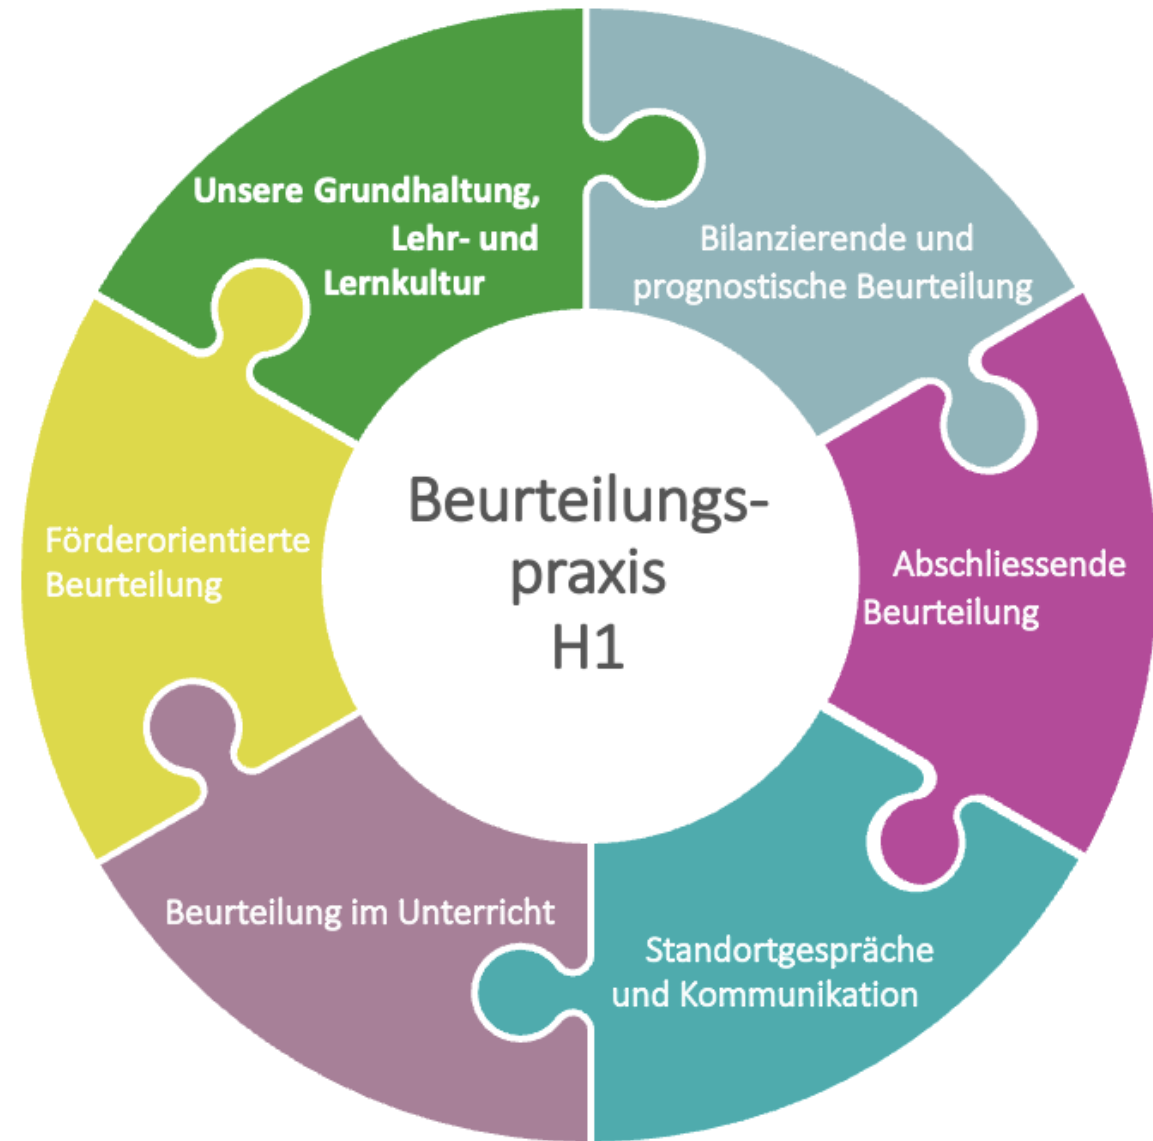 Unsere Grundhaltung,
Lehr- und
Lernkultur
Bilanzierende und
prognostische Beurteilung
Abschliessende
Beurteilung
Standortgespräche
und Kommunikation
Beurteilung im Unterricht
Förderorientierte
Beurteilung
Beurteilungs-
praxis
H1